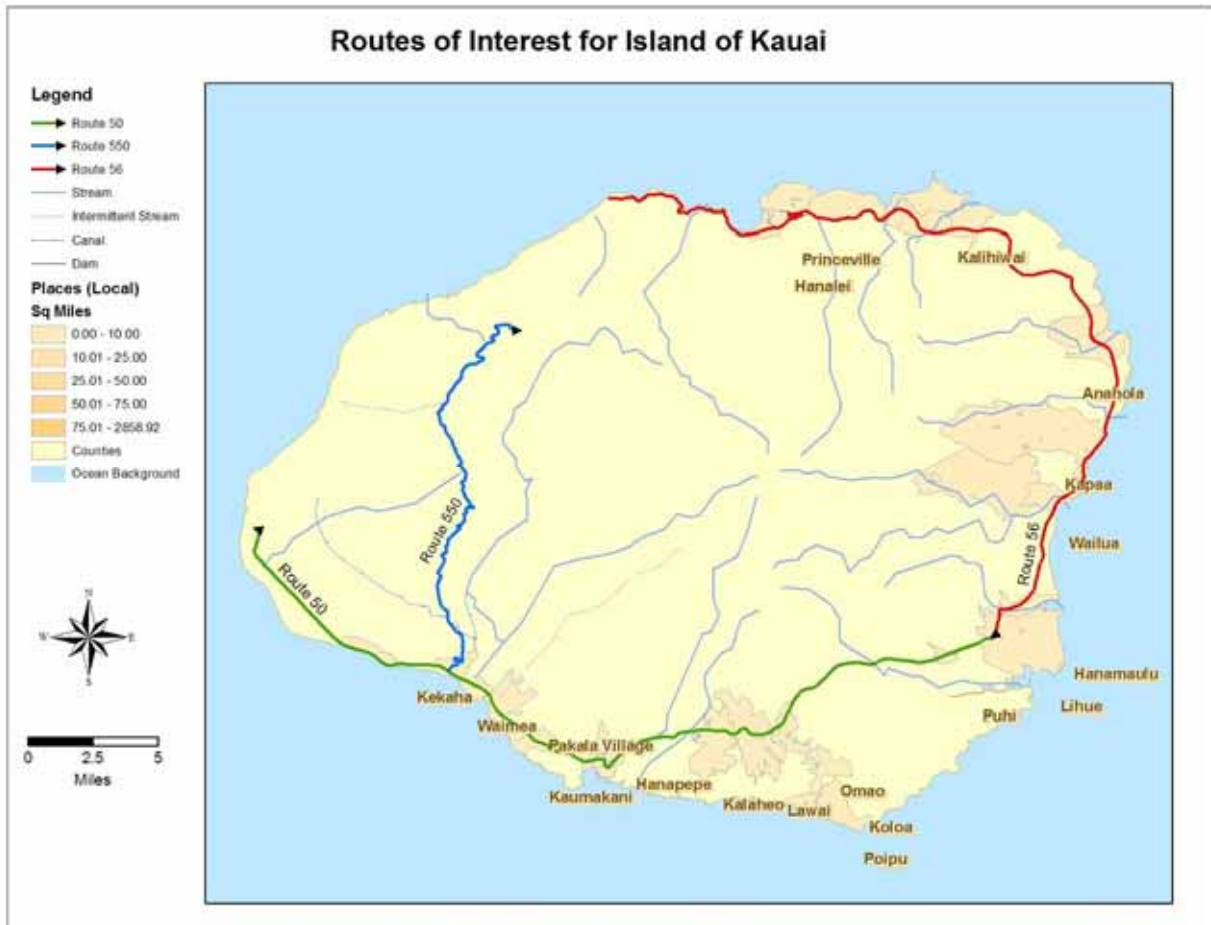 Routes of Interest for Island of Kauai
Legend
Route 50
Route 550
Route 56
Stream
Intermittent Stream
Canal
Dam
Places (Local)
Sq Miles
0.00 - 10.00
10.01 - 25.00
25.01 - 50.00
50.01 - 75.00
75.01 - 2858.92
Counties
Ocean Background
N
W E
S
0 2.5 5
Miles
Princeville
Kalihiwai
Hanalei
Anahola
Kapaa
Wailua
Route 56
Route 550
Route 50
Hanamaulu
Kekaha
Puhi
Lihue
Waimea
Pakala Village
Hanapepe
Kaumakani
Omao
Kalaheo
Lawai
Koloa
Poipu